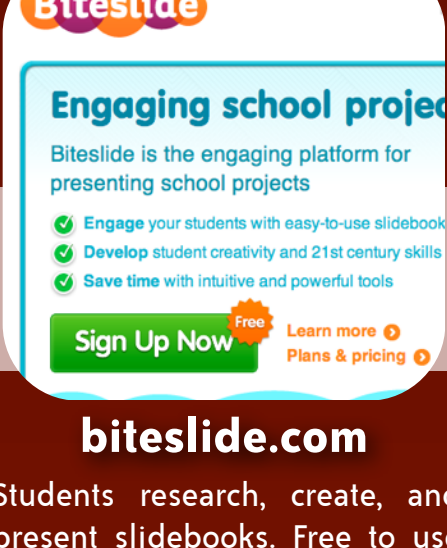 Biteslide
Engaging school projec
Biteslide is the engaging platform for
presenting school projects
Engage your students with easy-to-use slidebook
Develop student creativity and 21st century skills
Save time with intuitive and powerful tools
Sign Up Now
Free
Learn more
Plans & pricing
biteslide.com
Students research, create, and
present slidebooks. Free to use